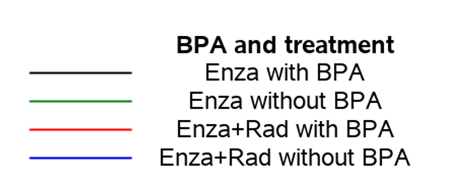 BPA and treatment
Enza with BPA
Enza without BPA
Enza+Rad with BPA
Enza+Rad without BPA